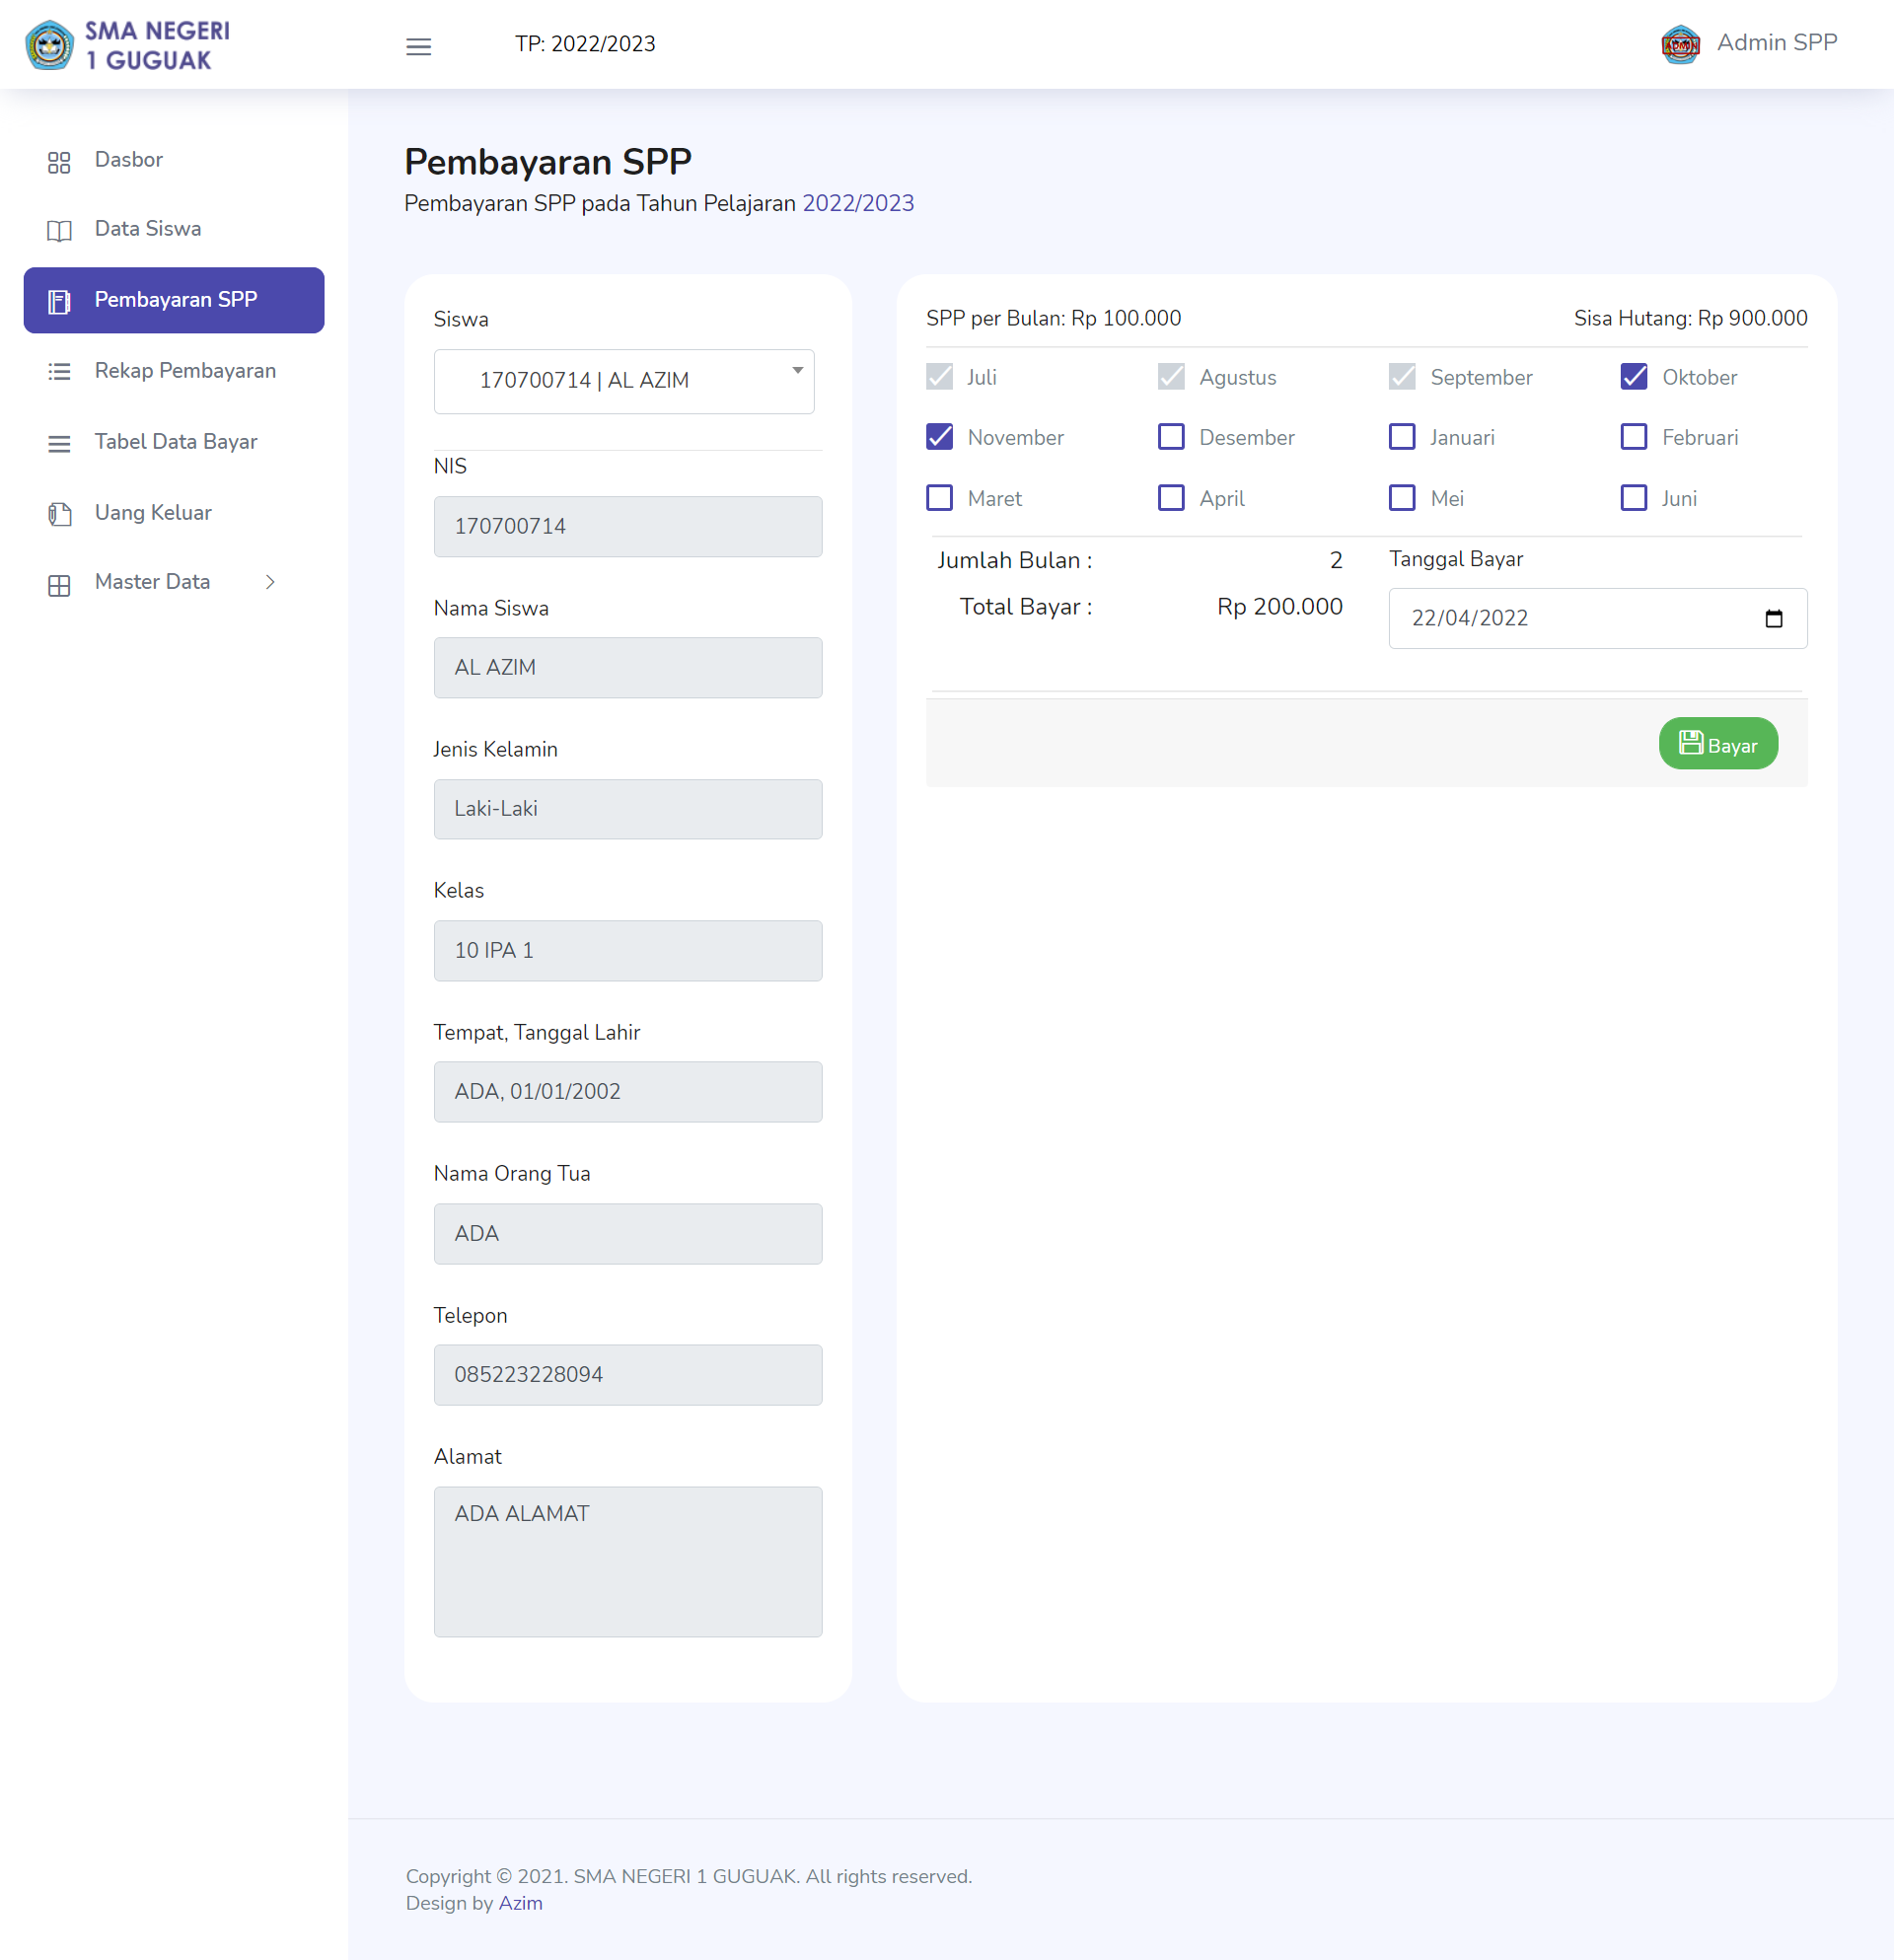 SMA NEGERI
1 GUGUAK
TP: 2022/2023
Admin SPP
Dasbor
Data Siswa
Pembayaran SPP
Rekap Pembayaran
Tabel Data Bayar
Uang Keluar
Master Data
Pembayaran SPP
Pembayaran SPP pada Tahun Pelajaran 2022/2023
Siswa
170700714 | AL AZIM
NIS
170700714
Nama Siswa
AL AZIM
Jenis Kelamin
Laki-Laki
Kelas
10 IPA 1
Tempat, Tanggal Lahir
ADA, 01/01/2002
Nama Orang Tua
ADA
Telepon
085223228094
Alamat
ADA ALAMAT
SPP per Bulan: Rp 100.000 Sisa Hutang: Rp 900.000
Juli Agustus September Oktober
November Desember Januari Februari
Maret April Mei Juni
Jumlah Bulan : 2
Total Bayar : Rp 200.000
Tanggal Bayar
22/04/2022
Bayar
Copyright © 2021. SMA NEGERI 1 GUGUAK. All rights reserved.
Design by Azim